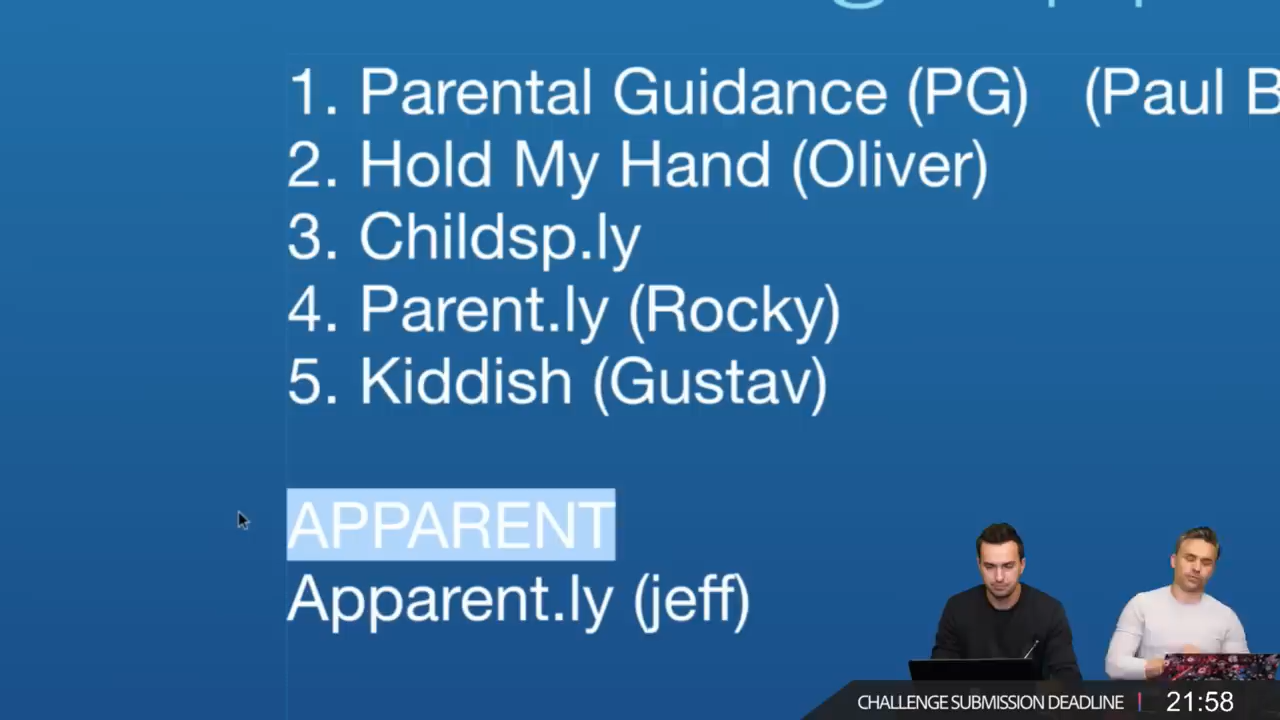 1. Parental Guidance (PG) (Paul B
2. Hold My Hand (Oliver)
3. Childsp.ly
4. Parent.ly (Rocky)
5. Kiddish (Gustav)
APPARENT
Apparent.ly (jeff)
CHALLENGE SUBMISSION DEADLINE | 21:58